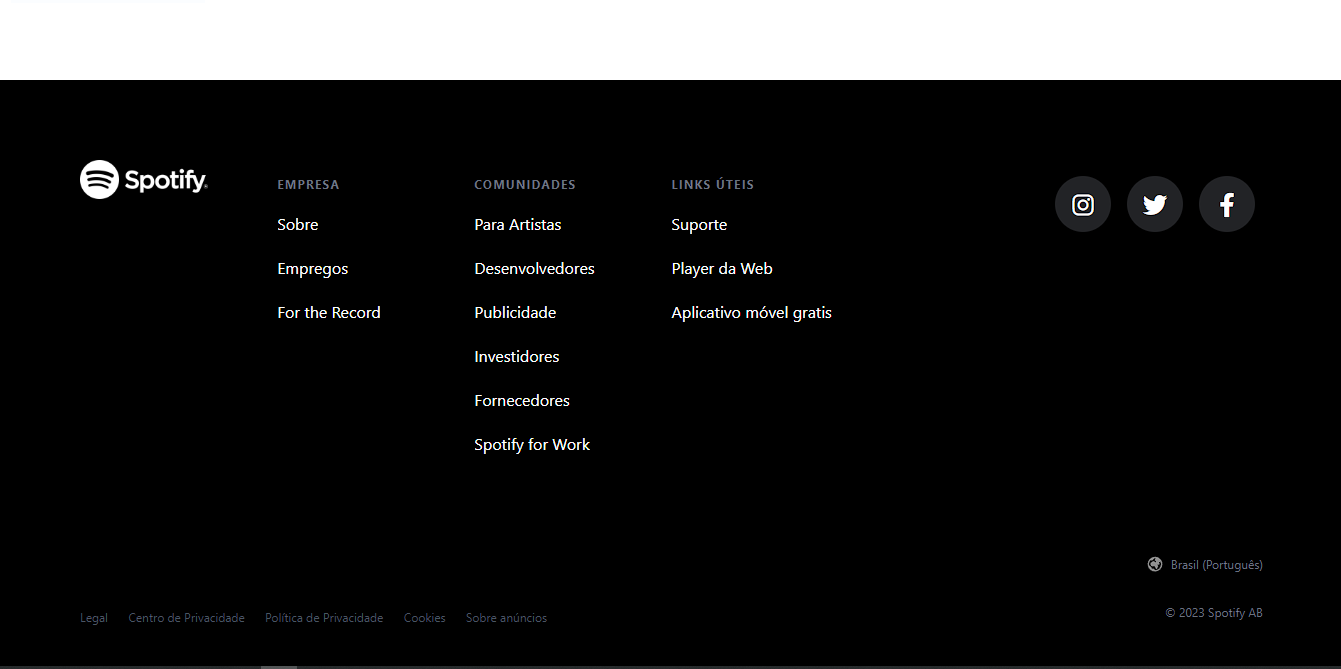 Spotify®
EMPRESA
Sobre
Empregos
For the Record
COMUNIDADES
Para Artistas
Desenvolvedores
Publicidade
Investidores
Fornecedores
Spotify for Work
LINKS ÚTEIS
Suporte
Player da Web
Aplicativo móvel gratis
Brasil (Português)
Legal Centro de Privacidade Política de Privacidade Cookies Sobre anúncios
© 2023 Spotify AB